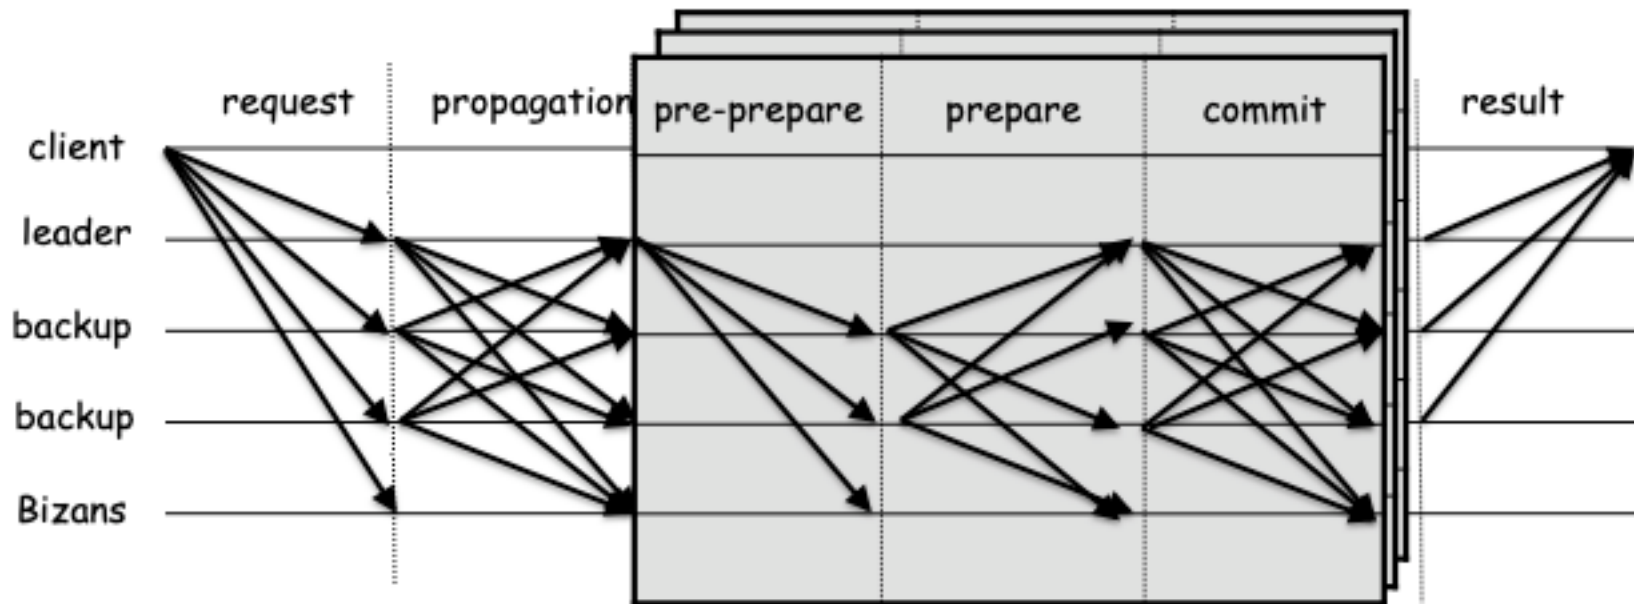 request propagation pre-prepare prepare commit result
client
leader
backup
backup
Bizans